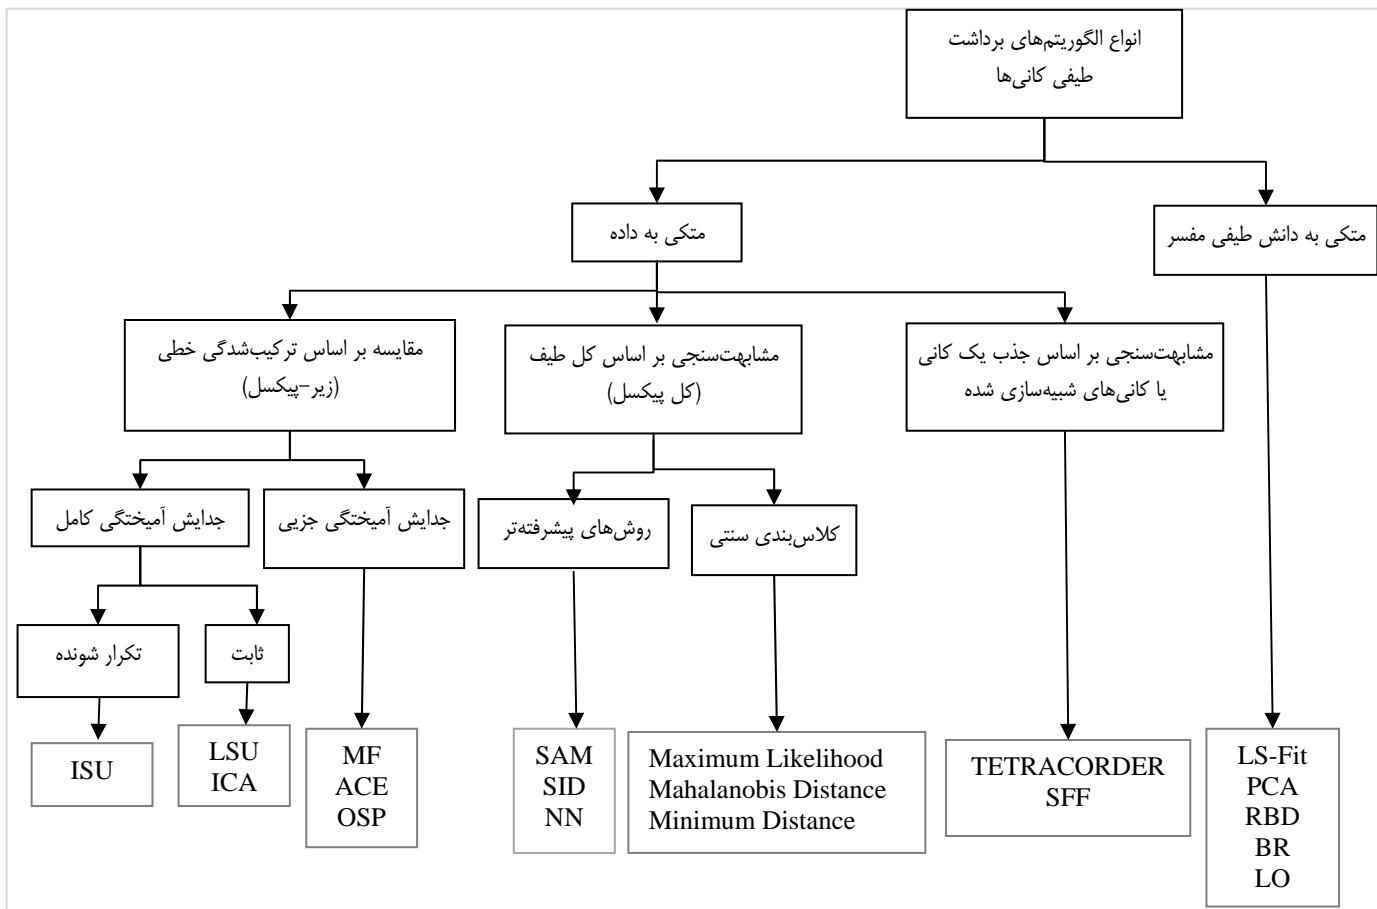 انواع الگوریتم‌های برداشت
طیفی کانی‌ها
متکی به دانش طیفی مفسر
متکی به داده
مشابهت‌سنجی بر اساس جذب یک کانی
یا کانی‌های شبیه‌سازی شده
مشابهت‌سنجی بر اساس کل طیف
(کل پیکسل)
مقایسه بر اساس ترکیب‌شدگی خطی
(زیر-پیکسل)
کلاس‌بندی سنتی
روش‌های پیشرفته‌تر
جدایش آمیختگی جزیی
جدایش آمیختگی کامل
ثابت
تکرار شونده
LS-Fit
PCA
RBD
BR
LO
TETRACORDER
SFF
Maximum Likelihood
Mahalanobis Distance
Minimum Distance
SAM
SID
NN
MF
ACE
OSP
LSU
ICA
ISU